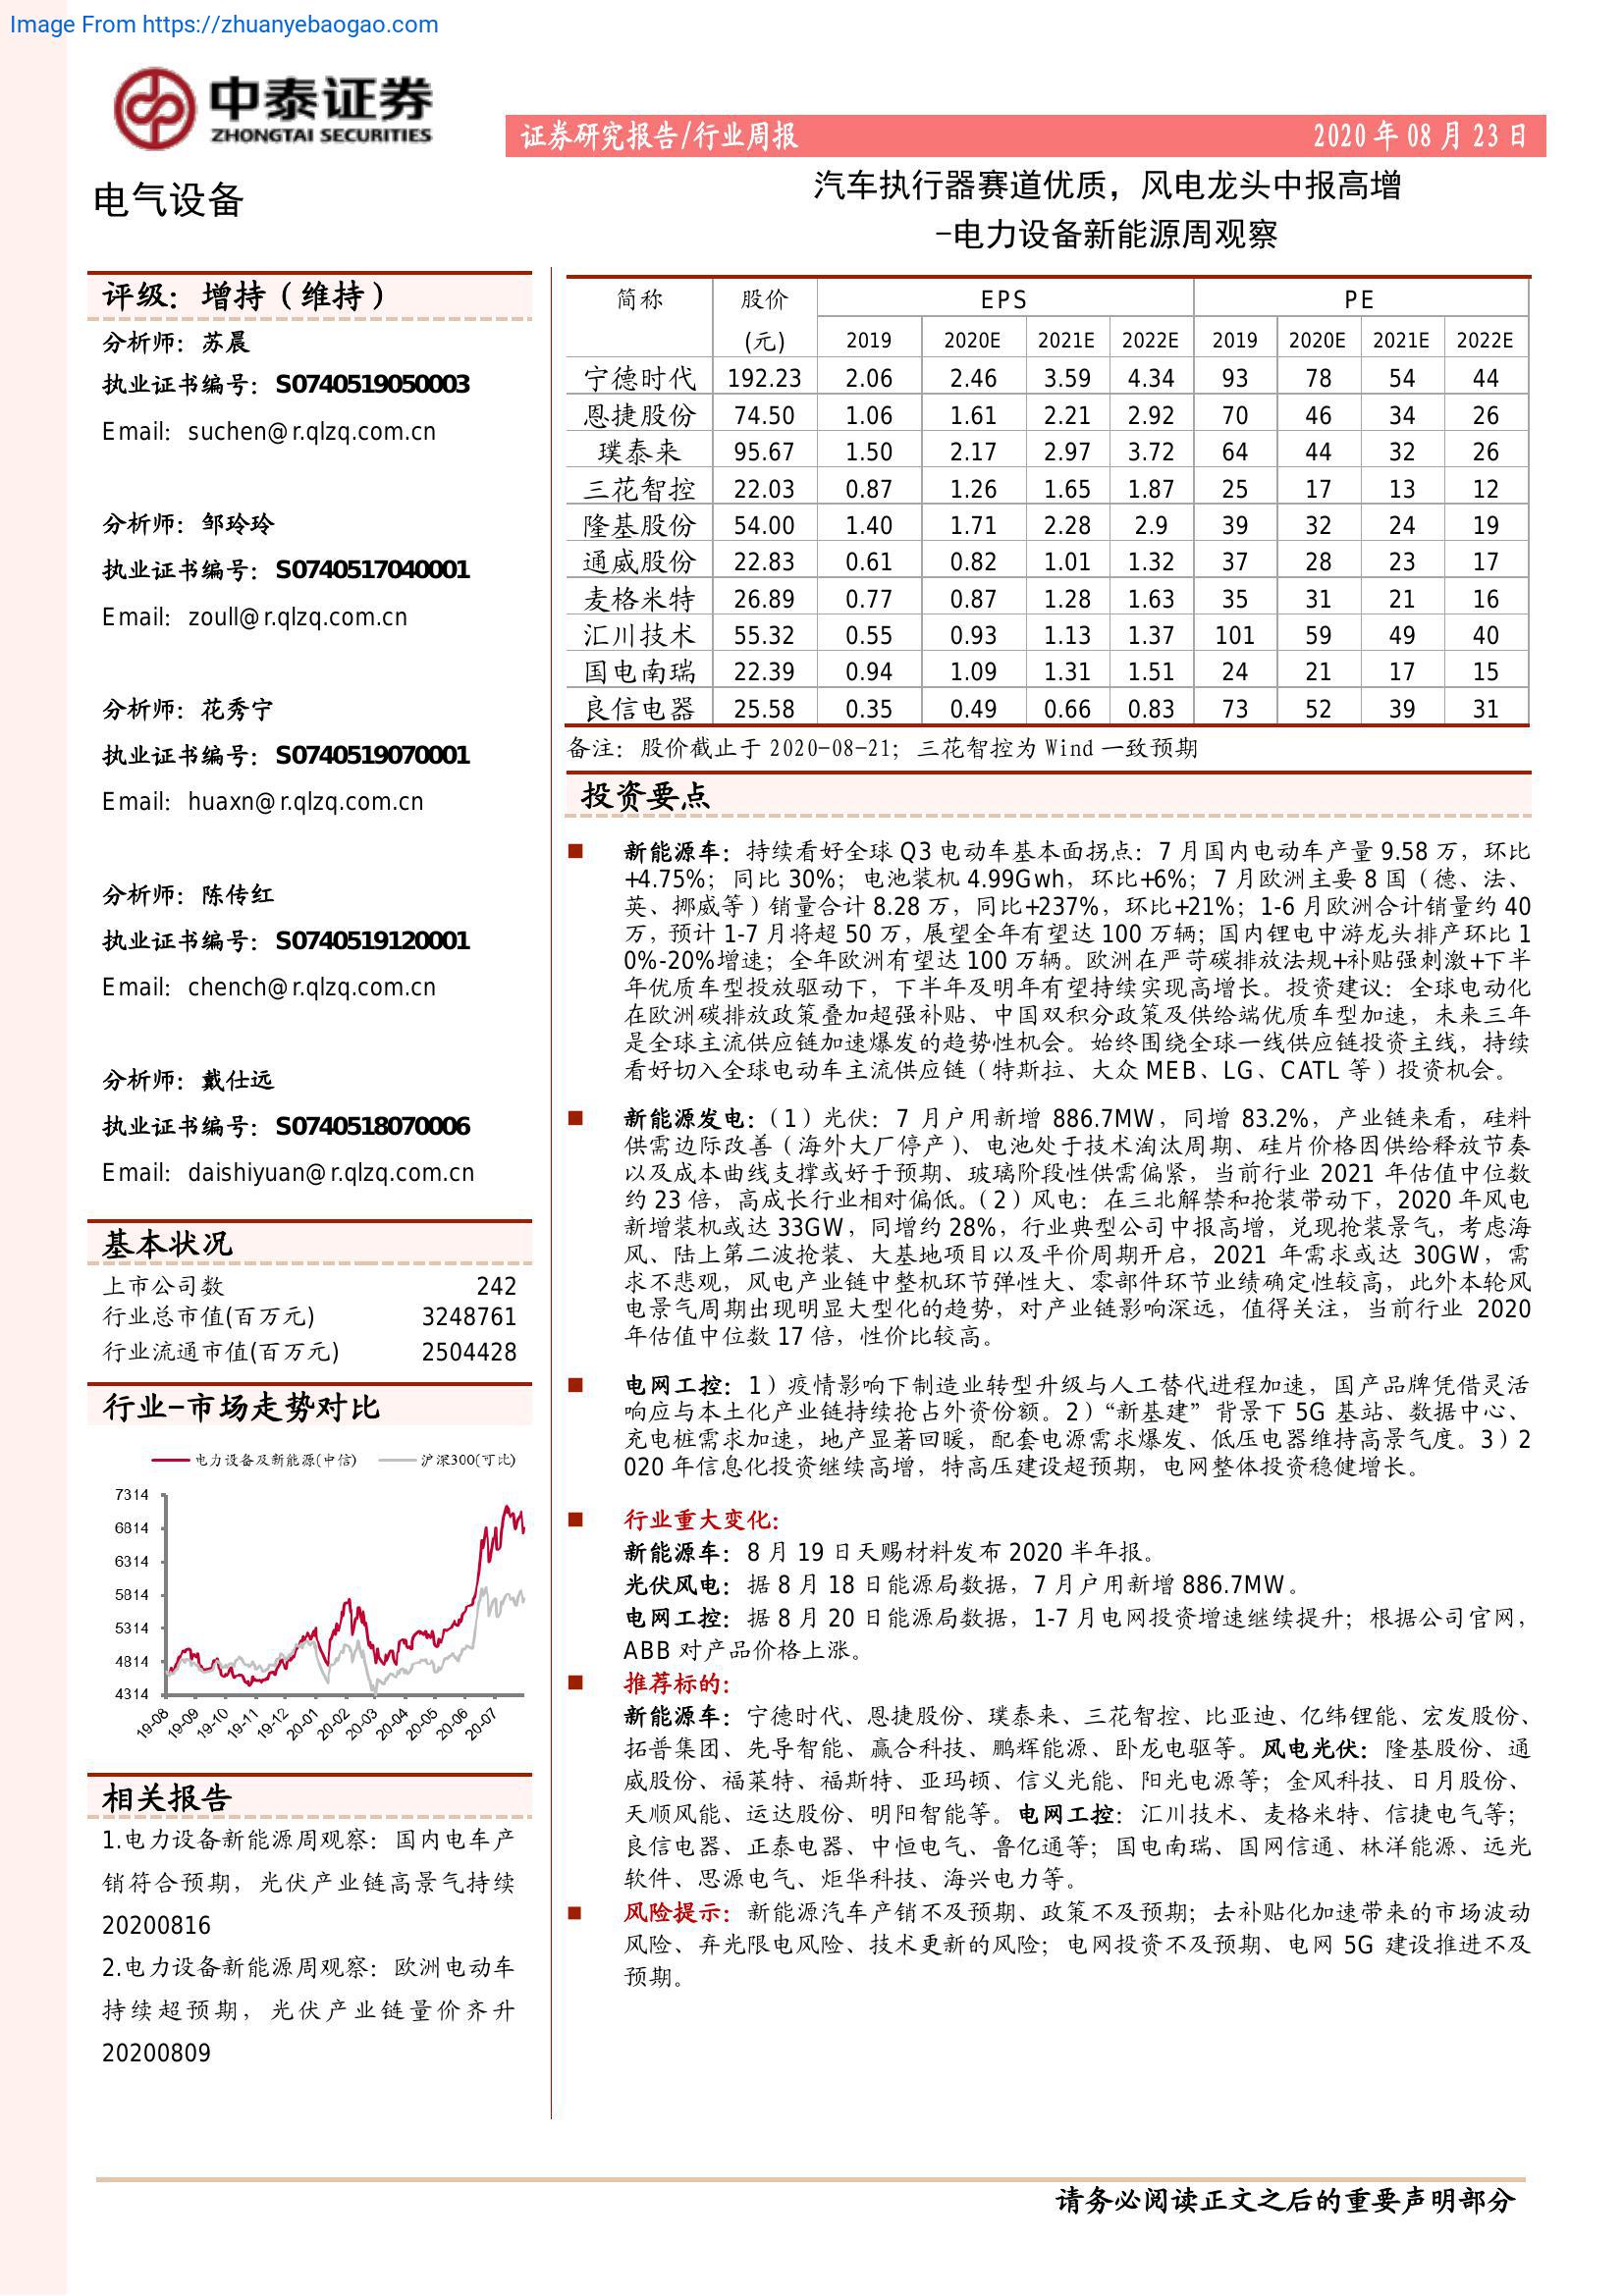 Image From https://zhuanyebaogao.com
中泰证券
ZHONGTAI SECURITIES
证券研究报告/行业周报 2020 年 08 月 23 日
电气设备
汽车执行器赛道优质，风电龙头中报高增
-电力设备新能源周观察
评级：增持（维持）
分析师：苏晨
执业证书编号：S0740519050003
Email：suchen@r.qlzq.com.cn
分析师：邹玲玲
执业证书编号：S0740517040001
Email：zoull@r.qlzq.com.cn
分析师：花秀宁
执业证书编号：S0740519070001
Email：huaxn@r.qlzq.com.cn
分析师：陈传红
执业证书编号：S0740519120001
Email：chench@r.qlzq.com.cn
分析师：戴仕远
执业证书编号：S0740518070006
Email：daishiyuan@r.qlzq.com.cn
基本状况
上市公司数 242
行业总市值(百万元) 3248761
行业流通市值(百万元) 2504428
行业-市场走势对比
电力设备及新能源(中信) 沪深300(可比)
7314
6814
6314
5814
5314
4814
4314
19-08 19-09 19-10 19-11 19-12 20-01 20-02 20-03 20-04 20-05 20-06 20-07
相关报告
1.电力设备新能源周观察：国内电车产
销符合预期，光伏产业链高景气持续
20200816
2.电力设备新能源周观察：欧洲电动车
持续超预期，光伏产业链量价齐升
20200809
简称 股价 EPS PE
(元) 2019 2020E 2021E 2022E 2019 2020E 2021E 2022E
宁德时代 192.23 2.06 2.46 3.59 4.34 93 78 54 44
恩捷股份 74.50 1.06 1.61 2.21 2.92 70 46 34 26
璞泰来 95.67 1.50 2.17 2.97 3.72 64 44 32 26
三花智控 22.03 0.87 1.26 1.65 1.87 25 17 13 12
隆基股份 54.00 1.40 1.71 2.28 2.9 39 32 24 19
通威股份 22.83 0.61 0.82 1.01 1.32 37 28 23 17
麦格米特 26.89 0.77 0.87 1.28 1.63 35 31 21 16
汇川技术 55.32 0.55 0.93 1.13 1.37 101 59 49 40
国电南瑞 22.39 0.94 1.09 1.31 1.51 24 21 17 15
良信电器 25.58 0.35 0.49 0.66 0.83 73 52 39 31
备注：股价截止于 2020-08-21；三花智控为 Wind 一致预期
投资要点
■ 新能源车：持续看好全球 Q3 电动车基本面拐点：7 月国内电动车产量 9.58 万，环比
+4.75%；同比 30%；电池装机 4.99Gwh，环比+6%；7 月欧洲主要 8 国（德、法、
英、挪威等）销量合计 8.28 万，同比+237%，环比+21%；1-6 月欧洲合计销量约 40
万，预计 1-7 月将超 50 万，展望全年有望达 100 万辆；国内锂电中游龙头排产环比 1
0%-20%增速；全年欧洲有望达 100 万辆。欧洲在严苛碳排放法规+补贴强刺激+下半
年优质车型投放驱动下，下半年及明年有望持续实现高增长。投资建议：全球电动化
在欧洲碳排放政策叠加超强补贴、中国双积分政策及供给端优质车型加速，未来三年
是全球主流供应链加速爆发的趋势性机会。始终围绕全球一线供应链投资主线，持续
看好切入全球电动车主流供应链（特斯拉、大众 MEB、LG、CATL 等）投资机会。
■ 新能源发电：（1）光伏：7 月户用新增 886.7MW，同增 83.2%，产业链来看，硅料
供需边际改善（海外大厂停产）、电池处于技术淘汰周期、硅片价格因供给释放节奏
以及成本曲线支撑或好于预期、玻璃阶段性供需偏紧，当前行业 2021 年估值中位数
约 23 倍，高成长行业相对偏低。（2）风电：在三北解禁和抢装带动下，2020 年风电
新增装机或达 33GW，同增约 28%，行业典型公司中报高增，兑现抢装景气，考虑海
风、陆上第二波抢装、大基地项目以及平价周期开启，2021 年需求或达 30GW，需
求不悲观，风电产业链中整机环节弹性大、零部件环节业绩确定性较高，此外本轮风
电景气周期出现明显大型化的趋势，对产业链影响深远，值得关注，当前行业 2020
年估值中位数 17 倍，性价比较高。
■ 电网工控：1）疫情影响下制造业转型升级与人工替代进程加速，国产品牌凭借灵活
响应与本土化产业链持续抢占外资份额。2）“新基建”背景下 5G 基站、数据中心、
充电桩需求加速，地产显著回暖，配套电源需求爆发、低压电器维持高景气度。3）2
020 年信息化投资继续高增，特高压建设超预期，电网整体投资稳健增长。
■ 行业重大变化：
新能源车：8 月 19 日天赐材料发布 2020 半年报。
光伏风电：据 8 月 18 日能源局数据，7 月户用新增 886.7MW。
电网工控：据 8 月 20 日能源局数据，1-7 月电网投资增速继续提升；根据公司官网，
ABB 对产品价格上涨。
■ 推荐标的：
新能源车：宁德时代、恩捷股份、璞泰来、三花智控、比亚迪、亿纬锂能、宏发股份、
拓普集团、先导智能、赢合科技、鹏辉能源、卧龙电驱等。风电光伏：隆基股份、通
威股份、福莱特、福斯特、亚玛顿、信义光能、阳光电源等；金风科技、日月股份、
天顺风能、运达股份、明阳智能等。电网工控：汇川技术、麦格米特、信捷电气等；
良信电器、正泰电器、中恒电气、鲁亿通等；国电南瑞、国网信通、林洋能源、远光
软件、思源电气、炬华科技、海兴电力等。
■ 风险提示：新能源汽车产销不及预期、政策不及预期；去补贴化加速带来的市场波动
风险、弃光限电风险、技术更新的风险；电网投资不及预期、电网 5G 建设推进不及
预期。
请务必阅读正文之后的重要声明部分